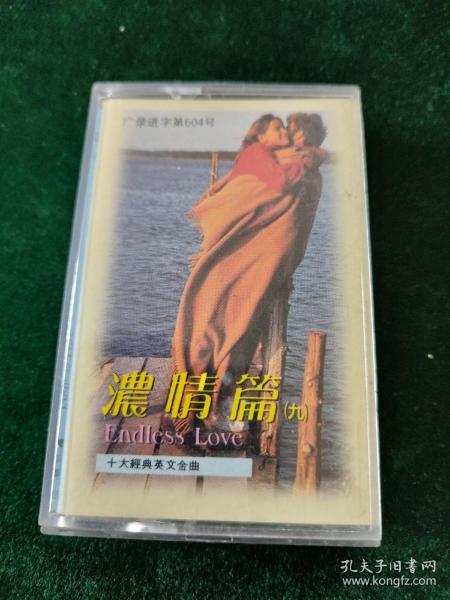 广录进字第604号
濃情篇(九)
Endless Love
十大經典英文金曲
孔夫子旧书网
www.kongfz.com